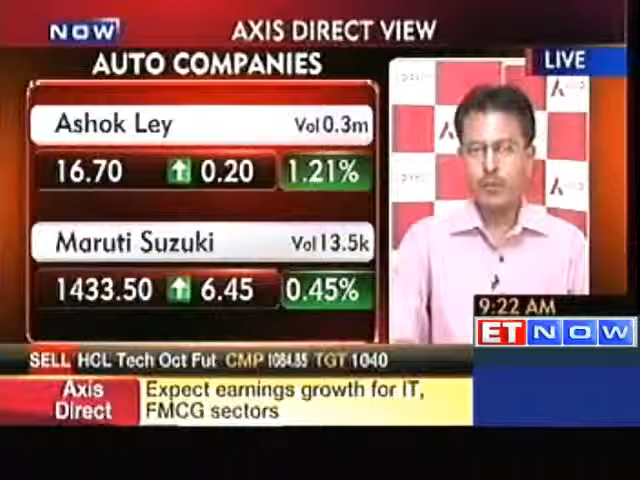 NOW
AXIS DIRECT VIEW
AUTO COMPANIES
LIVE
Ashok Ley Vol 0.3m
16.70 0.20 1.21%
Maruti Suzuki Vol 13.5k
1433.50 6.45 0.45%
9:22 AM
ET NOW
SELL HCL Tech Oct Fut CMP 1084.85 TGT 1040
Axis Direct
Expect earnings growth for IT,
FMCG sectors